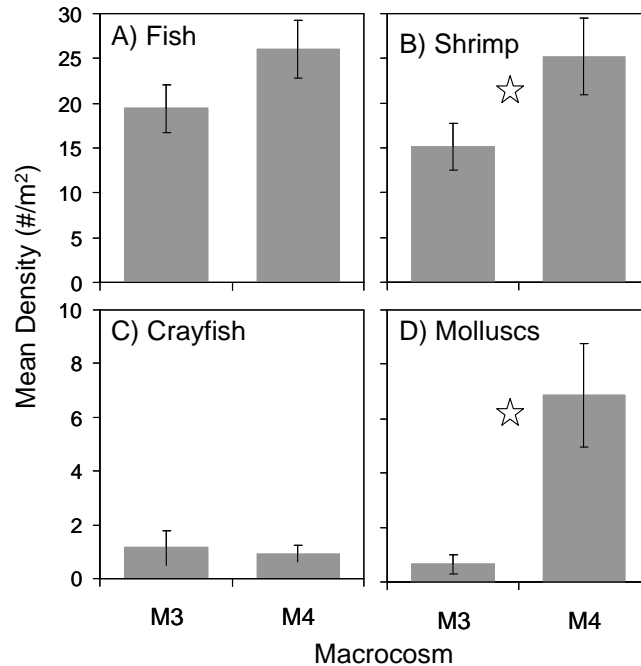 Mean Density (#/m²)
30
25
20
15
10
5
0
A) Fish
B) Shrimp
10
8
6
4
2
0
C) Crayfish
D) Molluscs
M3
M4
M3
M4
Macrocosm